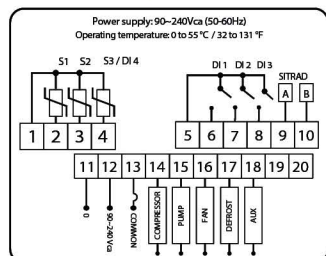 Power supply: 90~240Vca (50-60Hz)
Operating temperature: 0 to 55 °C / 32 to 131 °F
S1 S2 S3 / DI 4
DI 1 DI 2 DI 3
SITRAD
A B
1 2 3 4
5 6 7 8 9 10
11 12 13 14 15 16 17 18 19 20
0
90~240 Vca
COMMON
COMPRESSOR
PUMP
FAN
DEFROST
AUX